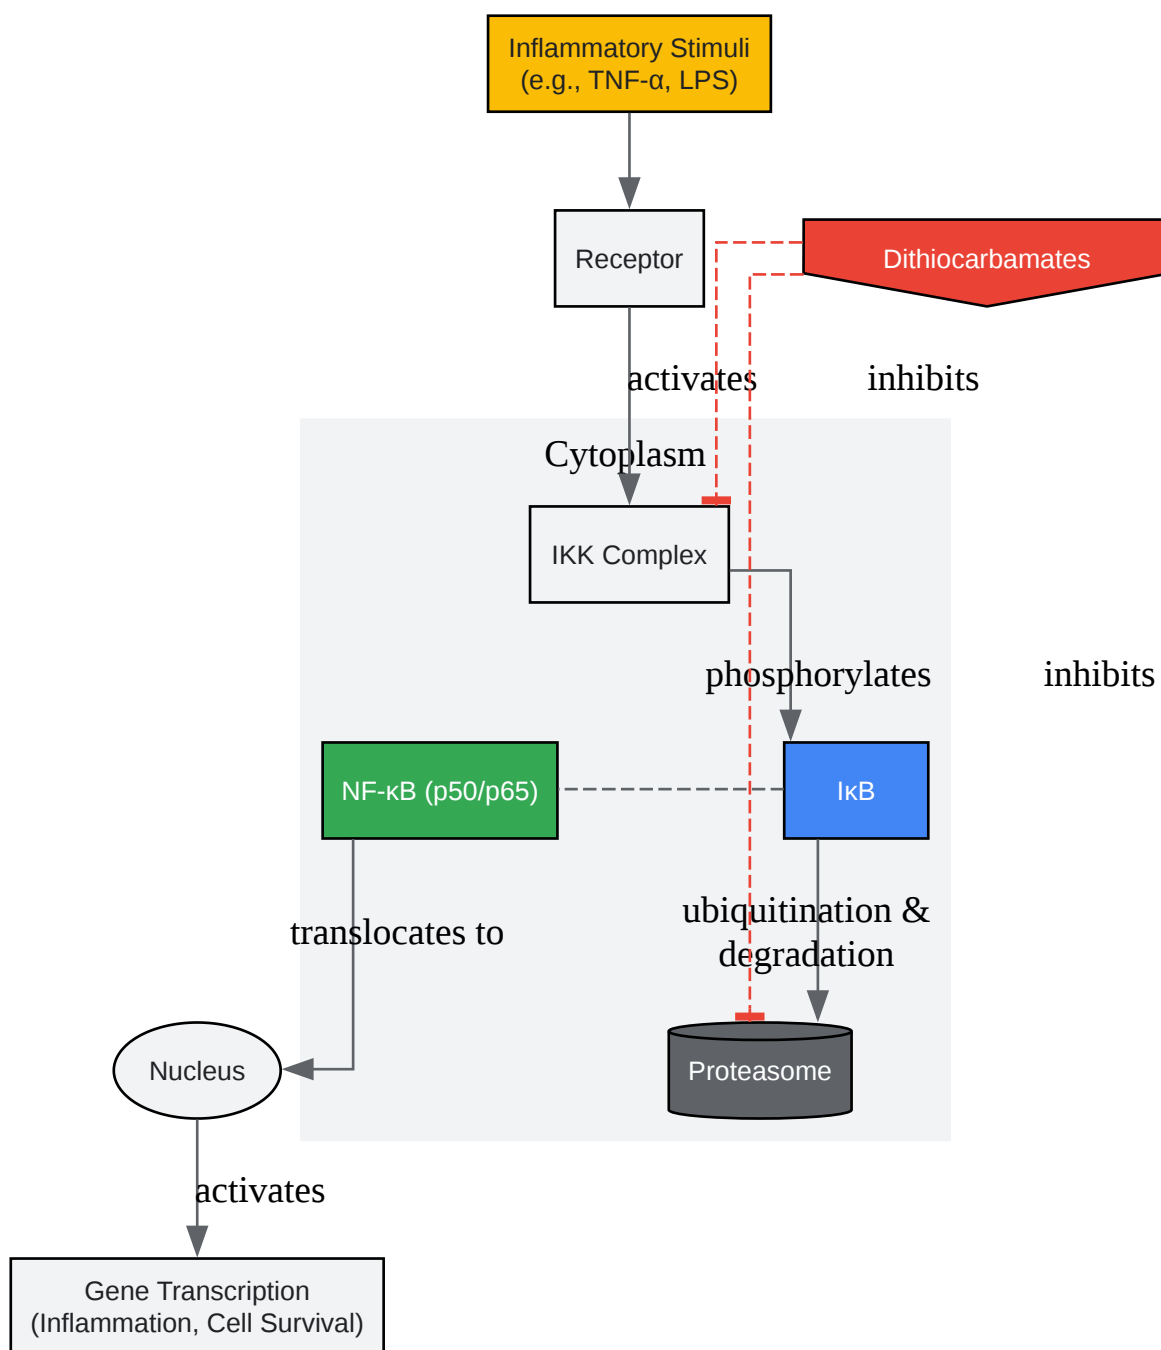 Inflammatory Stimuli
(e.g., TNF-α, LPS)
Receptor
Dithiocarbamates
activates
inhibits
Cytoplasm
IKK Complex
phosphorylates
inhibits
NF-κB (p50/p65)
IκB
ubiquitination &
degradation
translocates to
Nucleus
Proteasome
activates
Gene Transcription
(Inflammation, Cell Survival)